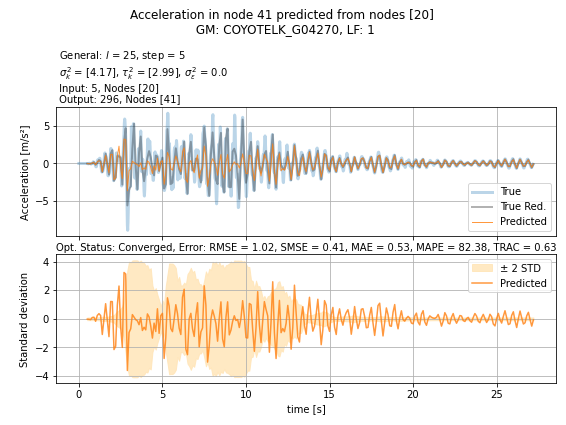 Acceleration in node 41 predicted from nodes [20]
GM: COYOTELK_G04270, LF: 1
General: l = 25, step = 5
σ²ₖ = [4.17], τ²ₖ = [2.99], σ²ₑ = 0.0
Input: 5, Nodes [20]
Output: 296, Nodes [41]
Acceleration [m/s²]
5
0
−5
True
True Red.
Predicted
Opt. Status: Converged, Error: RMSE = 1.02, SMSE = 0.41, MAE = 0.53, MAPE = 82.38, TRAC = 0.63
Standard deviation
4
2
0
−2
−4
± 2 STD
Predicted
0 5 10 15 20 25
time [s]